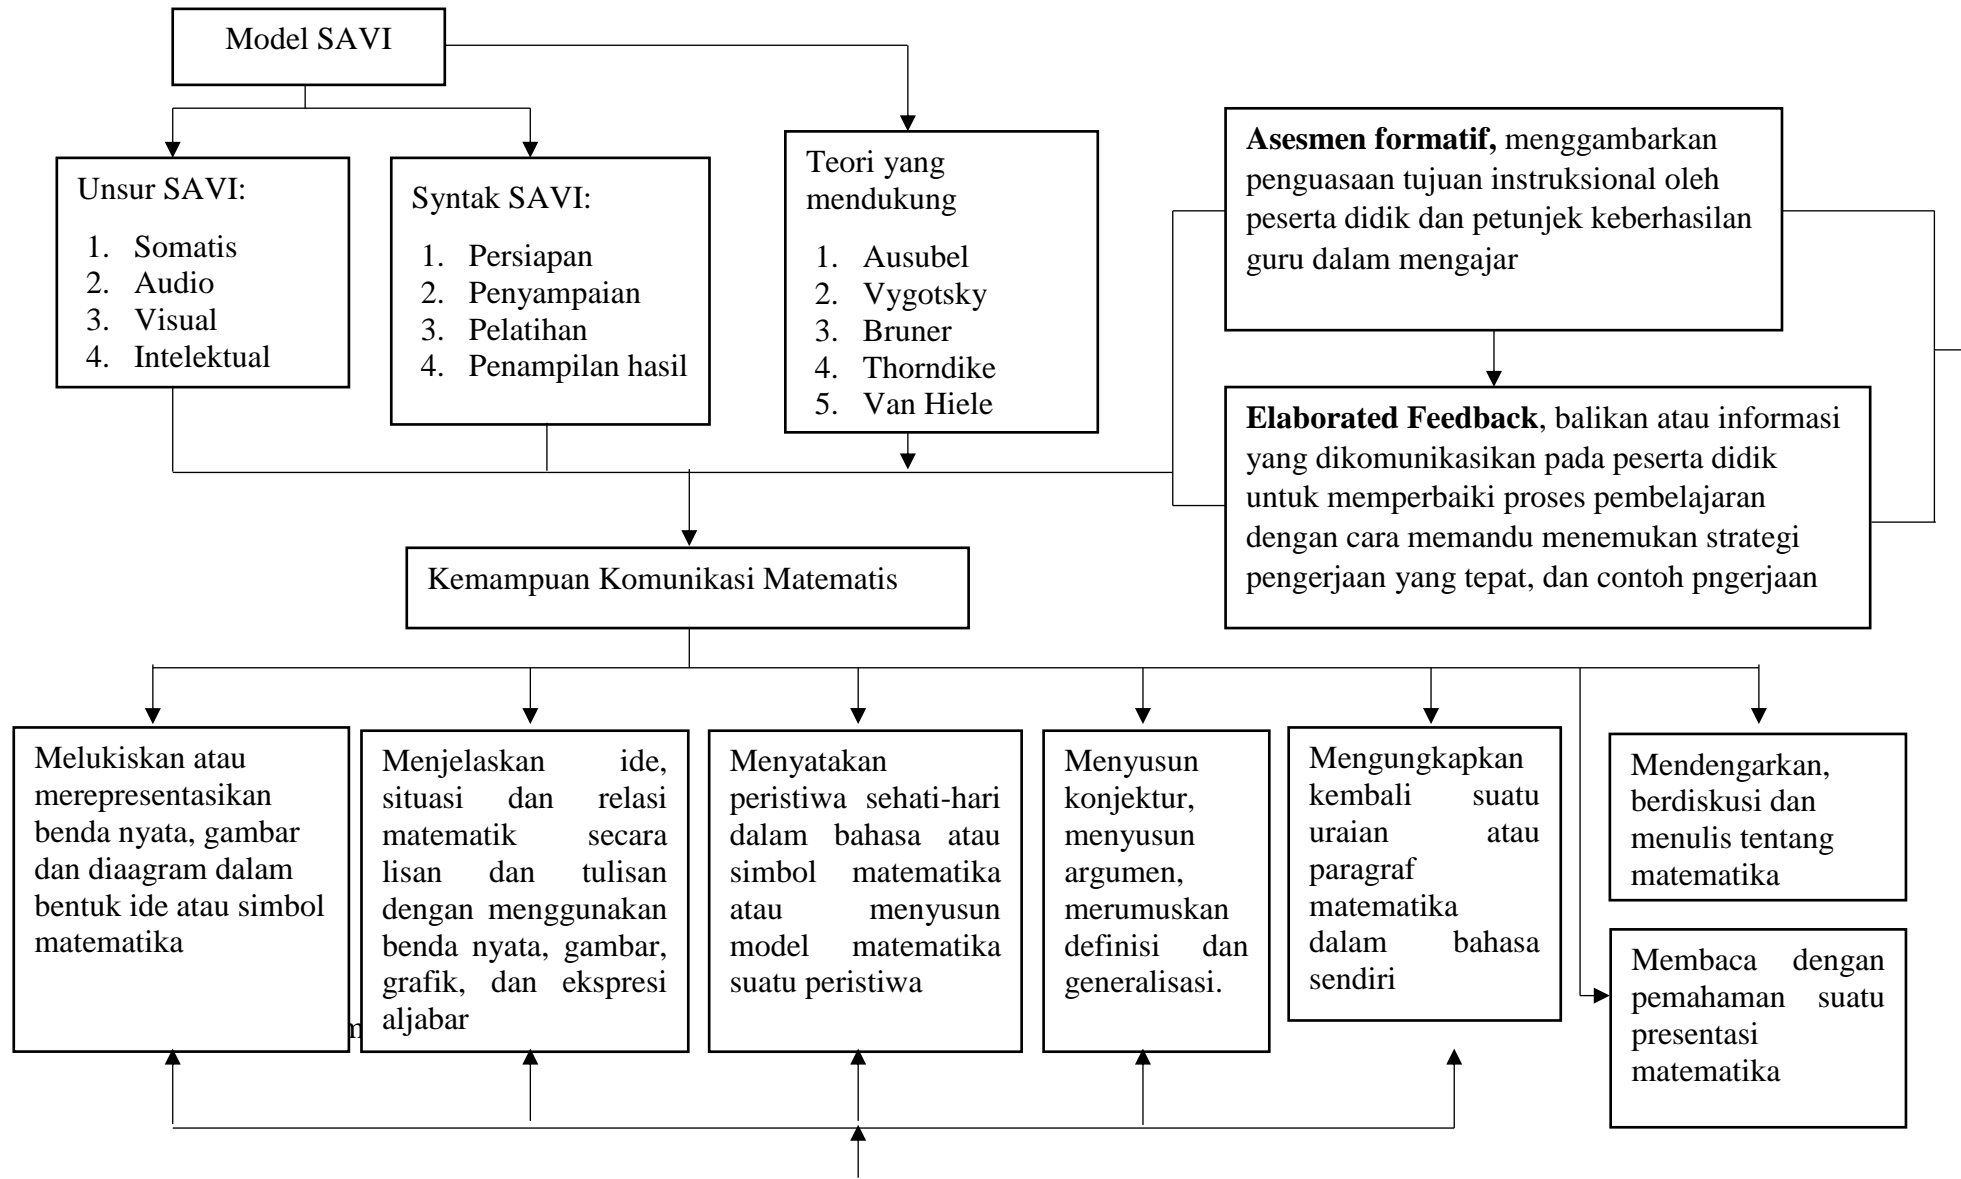 Model SAVI
Unsur SAVI:
1. Somatis
2. Audio
3. Visual
4. Intelektual
Syntak SAVI:
1. Persiapan
2. Penyampaian
3. Pelatihan
4. Penampilan hasil
Teori yang
mendukung
1. Ausubel
2. Vygotsky
3. Bruner
4. Thorndike
5. Van Hiele
Asesmen formatif, menggambarkan
penguasaan tujuan instruksional oleh
peserta didik dan petunjek keberhasilan
guru dalam mengajar
Elaborated Feedback, balikan atau informasi
yang dikomunikasikan pada peserta didik
untuk memperbaiki proses pembelajaran
dengan cara memandu menemukan strategi
pengerjaan yang tepat, dan contoh pngerjaan
Kemampuan Komunikasi Matematis
Melukiskan atau
merepresentasikan
benda nyata, gambar
dan diaagram dalam
bentuk ide atau simbol
matematika
Menjelaskan ide,
situasi dan relasi
matematik secara
lisan dan tulisan
dengan menggunakan
benda nyata, gambar,
grafik, dan ekspresi
aljabar
Menyatakan
peristiwa sehati-hari
dalam bahasa atau
simbol matematika
atau menyusun
model matematika
suatu peristiwa
Menyusun
konjektur,
menyusun
argumen,
merumuskan
definisi dan
generalisasi.
Mengungkapkan
kembali suatu
uraian atau
paragraf
matematika
dalam bahasa
sendiri
Mendengarkan,
berdiskusi dan
menulis tentang
matematika
Membaca dengan
pemahaman suatu
presentasi
matematika